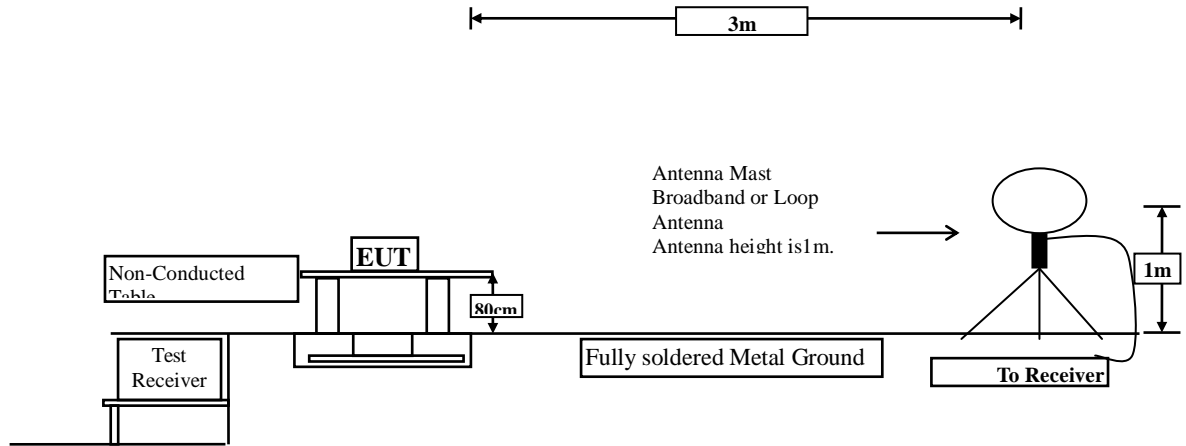 3m
Antenna Mast
Broadband or Loop
Antenna
Antenna height is1m.
EUT
Non-Conducted
Table
80cm
1m
Test
Receiver
Fully soldered Metal Ground
To Receiver